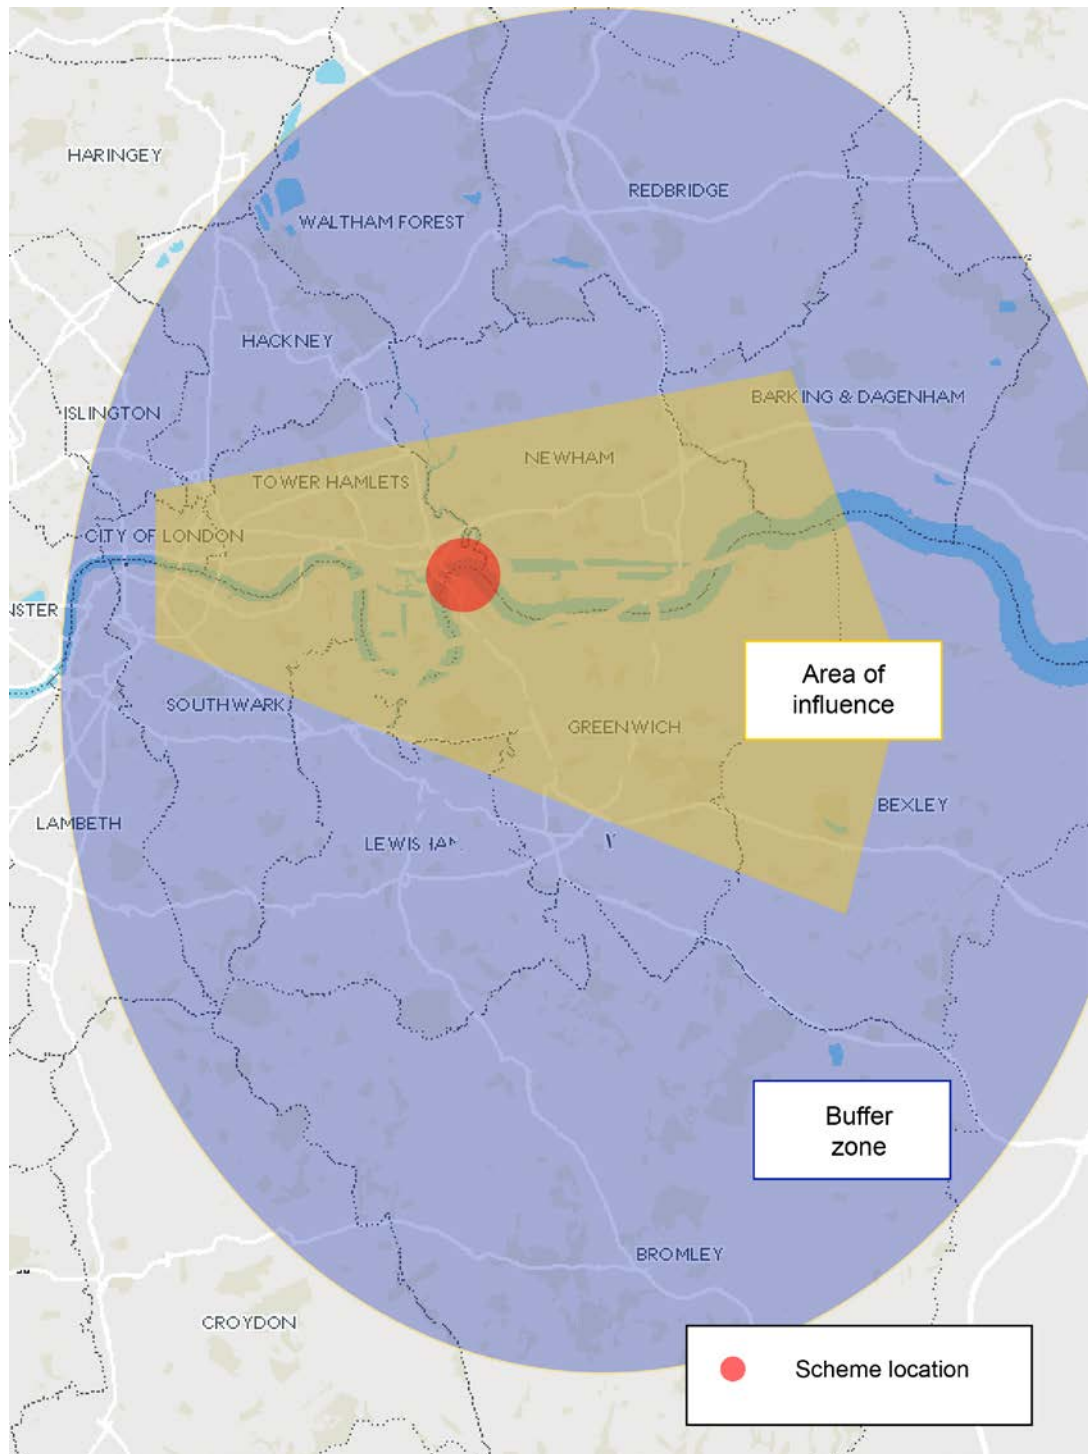 HARINGEY
REDBRIDGE
WALTHAM FOREST
HACKNEY
ISLINGTON
BARKING & DAGENHAM
NEWHAM
TOWER HAMLETS
CITY OF LONDON
NSTER
Area of
influence
SOUTHWARK
GREENWICH
BEXLEY
LAMBETH
Buffer
zone
BROMLEY
CROYDON
Scheme location